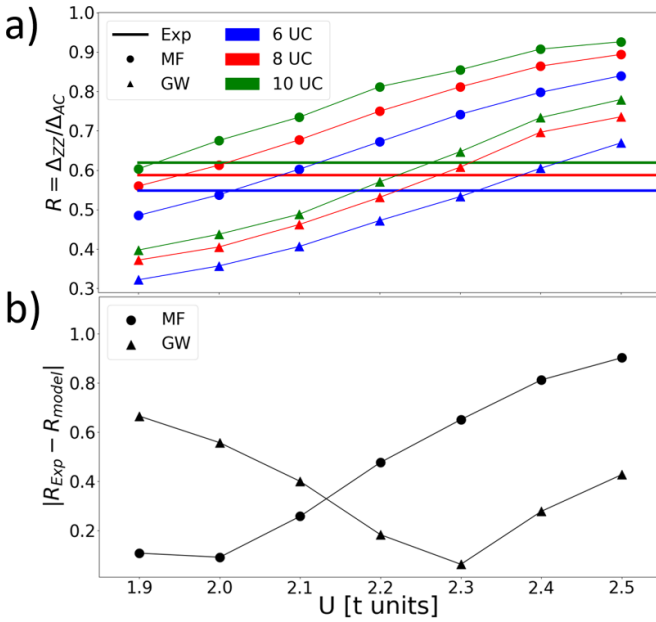 a)
1.0
0.9
0.8
0.7
0.6
0.5
0.4
0.3
R = Δ_ZZ/Δ_AC
Exp
MF
GW
6 UC
8 UC
10 UC
b)
1.0
0.8
0.6
0.4
0.2
|R_Exp − R_model|
MF
GW
1.9 2.0 2.1 2.2 2.3 2.4 2.5
U [t units]